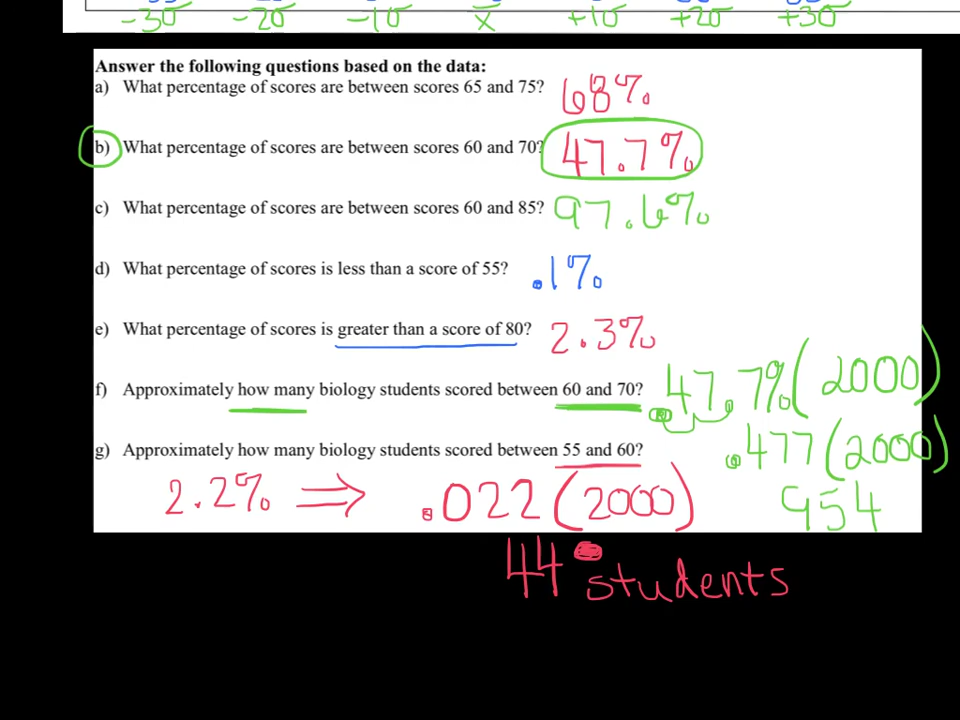 -3σ -2σ -1σ x̄ +1σ +2σ +3σ
Answer the following questions based on the data:
a) What percentage of scores are between scores 65 and 75? 68%
b) What percentage of scores are between scores 60 and 70? 47.7%
c) What percentage of scores are between scores 60 and 85? 97.6%
d) What percentage of scores is less than a score of 55? .1%
e) What percentage of scores is greater than a score of 80? 2.3%
f) Approximately how many biology students scored between 60 and 70? .47.7% (2000)
g) Approximately how many biology students scored between 55 and 60? .477 (2000)
2.2% ⇒ .022 (2000) 954
44 students